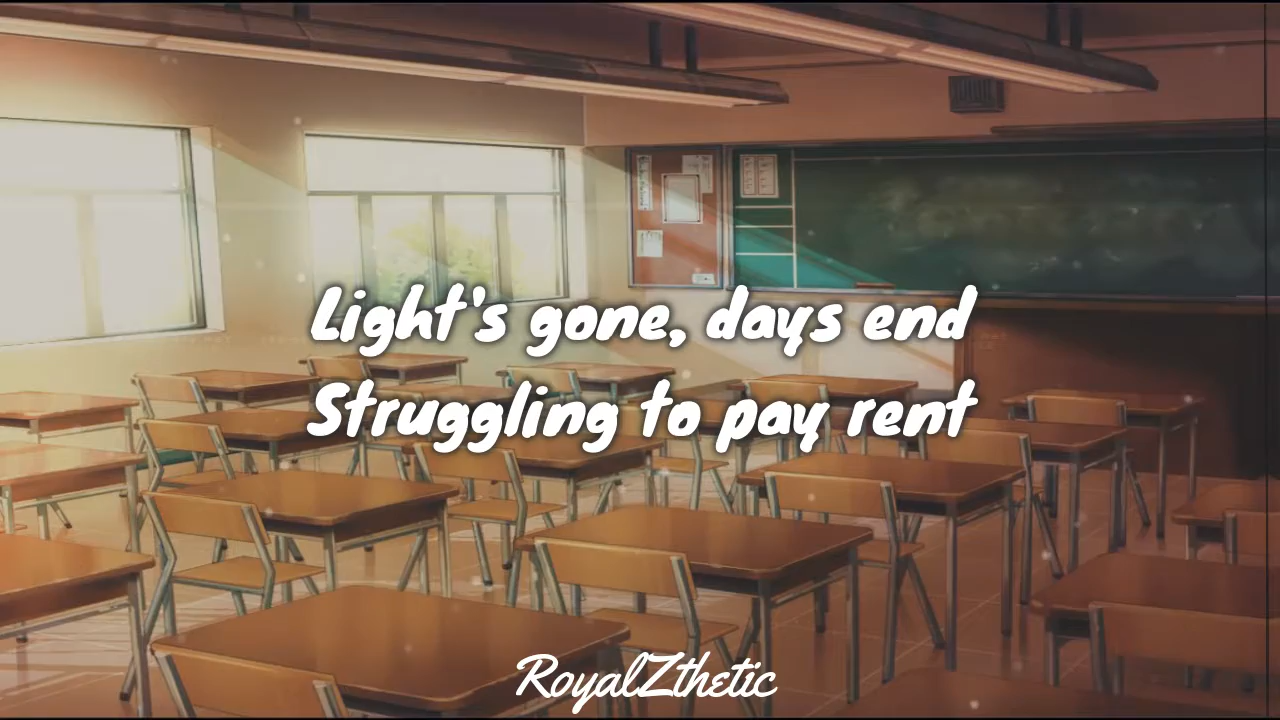 Light's gone, days end
Struggling to pay rent
RoyalZthetic